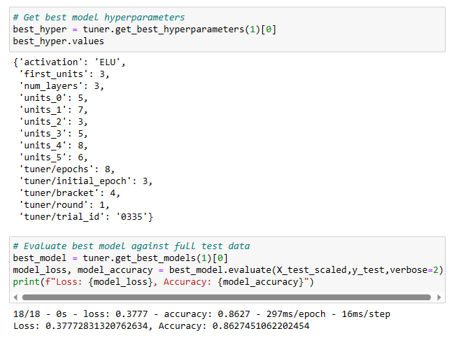 # Get best model hyperparameters
best_hyper = tuner.get_best_hyperparameters(1)[0]
best_hyper.values
{'activation': 'ELU',
'first_units': 3,
'num_layers': 3,
'units_0': 5,
'units_1': 7,
'units_2': 3,
'units_3': 5,
'units_4': 8,
'units_5': 6,
'tuner/epochs': 8,
'tuner/initial_epoch': 3,
'tuner/bracket': 4,
'tuner/round': 1,
'tuner/trial_id': '0335'}
# Evaluate best model against full test data
best_model = tuner.get_best_models(1)[0]
model_loss, model_accuracy = best_model.evaluate(X_test_scaled,y_test,verbose=2)
print(f"Loss: {model_loss}, Accuracy: {model_accuracy}")
18/18 - 0s - loss: 0.3777 - accuracy: 0.8627 - 297ms/epoch - 16ms/step
Loss: 0.37772831320762634, Accuracy: 0.8627451062202454